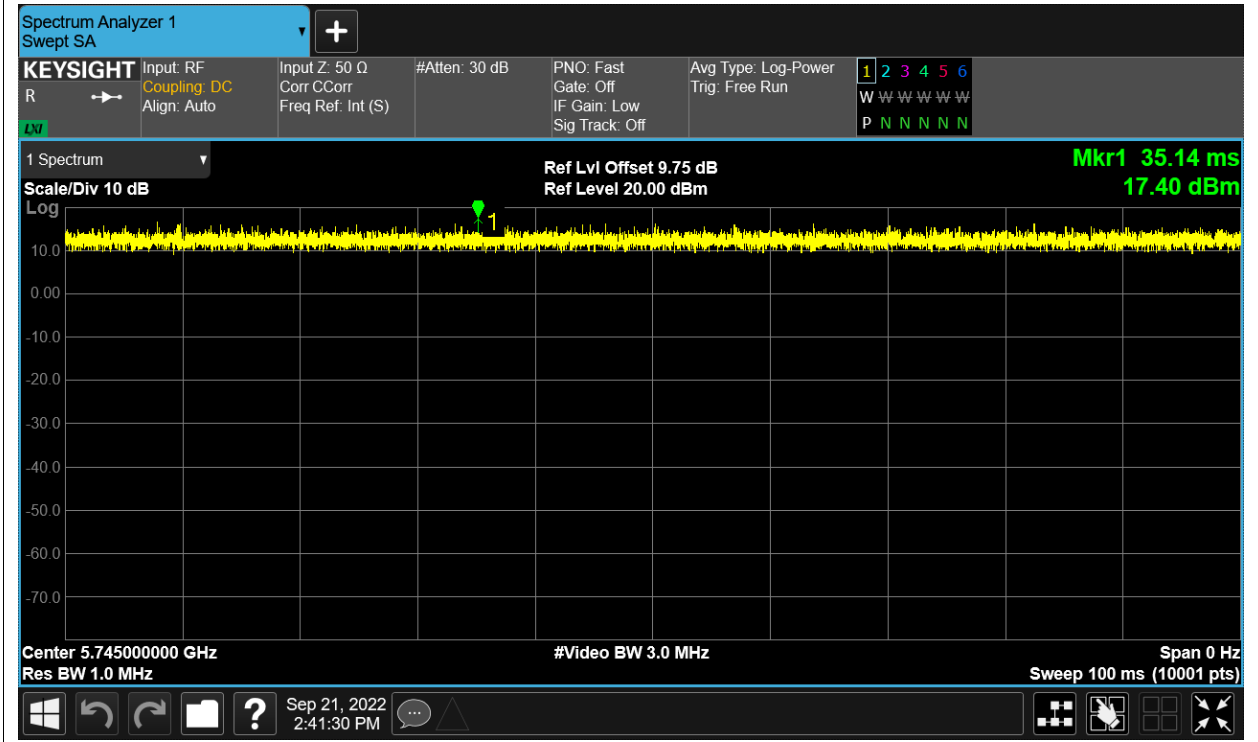 Spectrum Analyzer 1
Swept SA
+
KEYSIGHT
R
LXI
Input: RF
Coupling: DC
Align: Auto
Input Z: 50 Ω
Corr CCorr
Freq Ref: Int (S)
#Atten: 30 dB
PNO: Fast
Gate: Off
IF Gain: Low
Sig Track: Off
Avg Type: Log-Power
Trig: Free Run
1 2 3 4 5 6
W W W W W W
P N N N N N
1 Spectrum
Scale/Div 10 dB
Log
Ref Lvl Offset 9.75 dB
Ref Level 20.00 dBm
Mkr1 35.14 ms
17.40 dBm
1
10.0
0.00
-10.0
-20.0
-30.0
-40.0
-50.0
-60.0
-70.0
Center 5.745000000 GHz
Res BW 1.0 MHz
#Video BW 3.0 MHz
Span 0 Hz
Sweep 100 ms (10001 pts)
?
Sep 21, 2022
2:41:30 PM